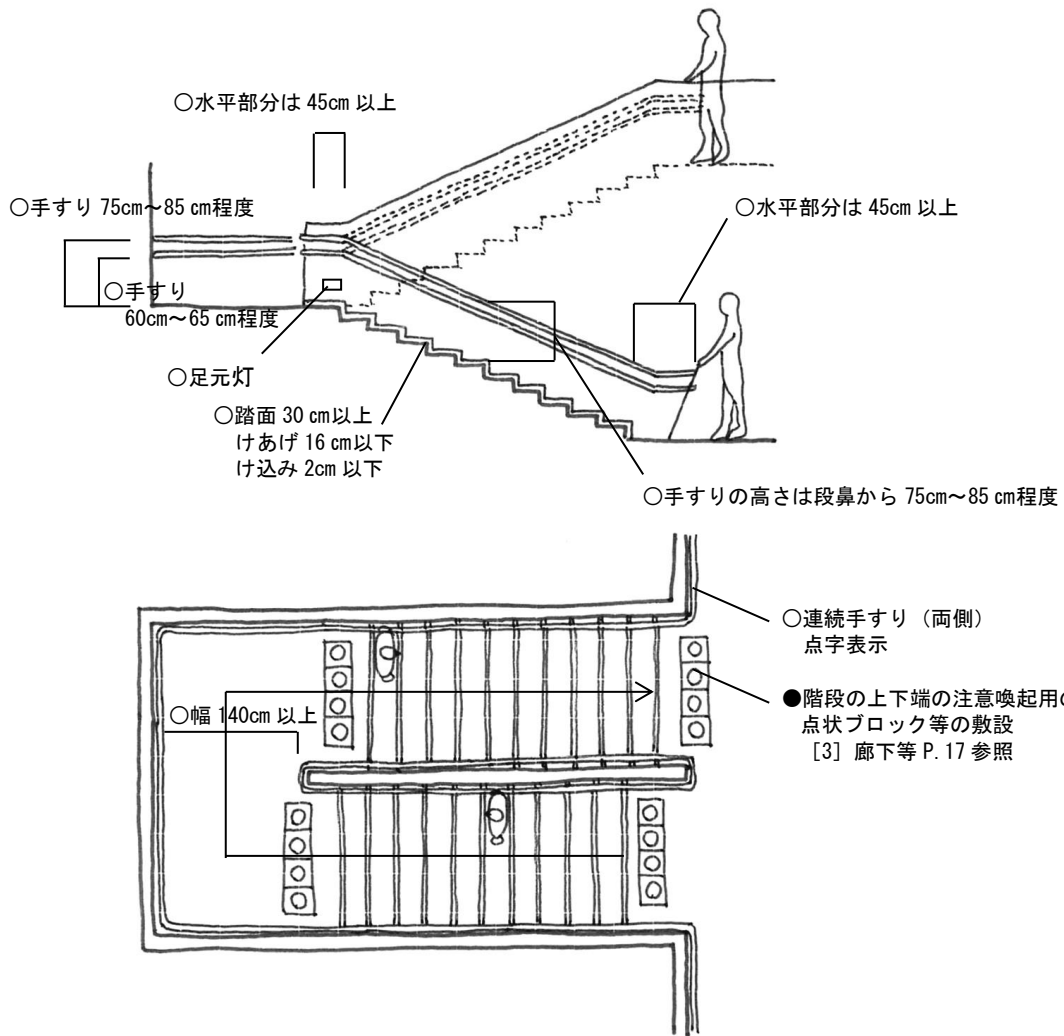 ○水平部分は 45cm 以上
○手すり 75cm～85 cm程度
○水平部分は 45cm 以上
○手すり
60cm～65 cm程度
○足元灯
○踏面 30 cm以上
けあげ 16 cm以下
け込み 2cm 以下
○手すりの高さは段鼻から 75cm～85 cm程度
○連続手すり（両側）
点字表示
○幅 140cm 以上
●階段の上下端の注意喚起用の
点状ブロック等の敷設
［3］廊下等 P.17 参照